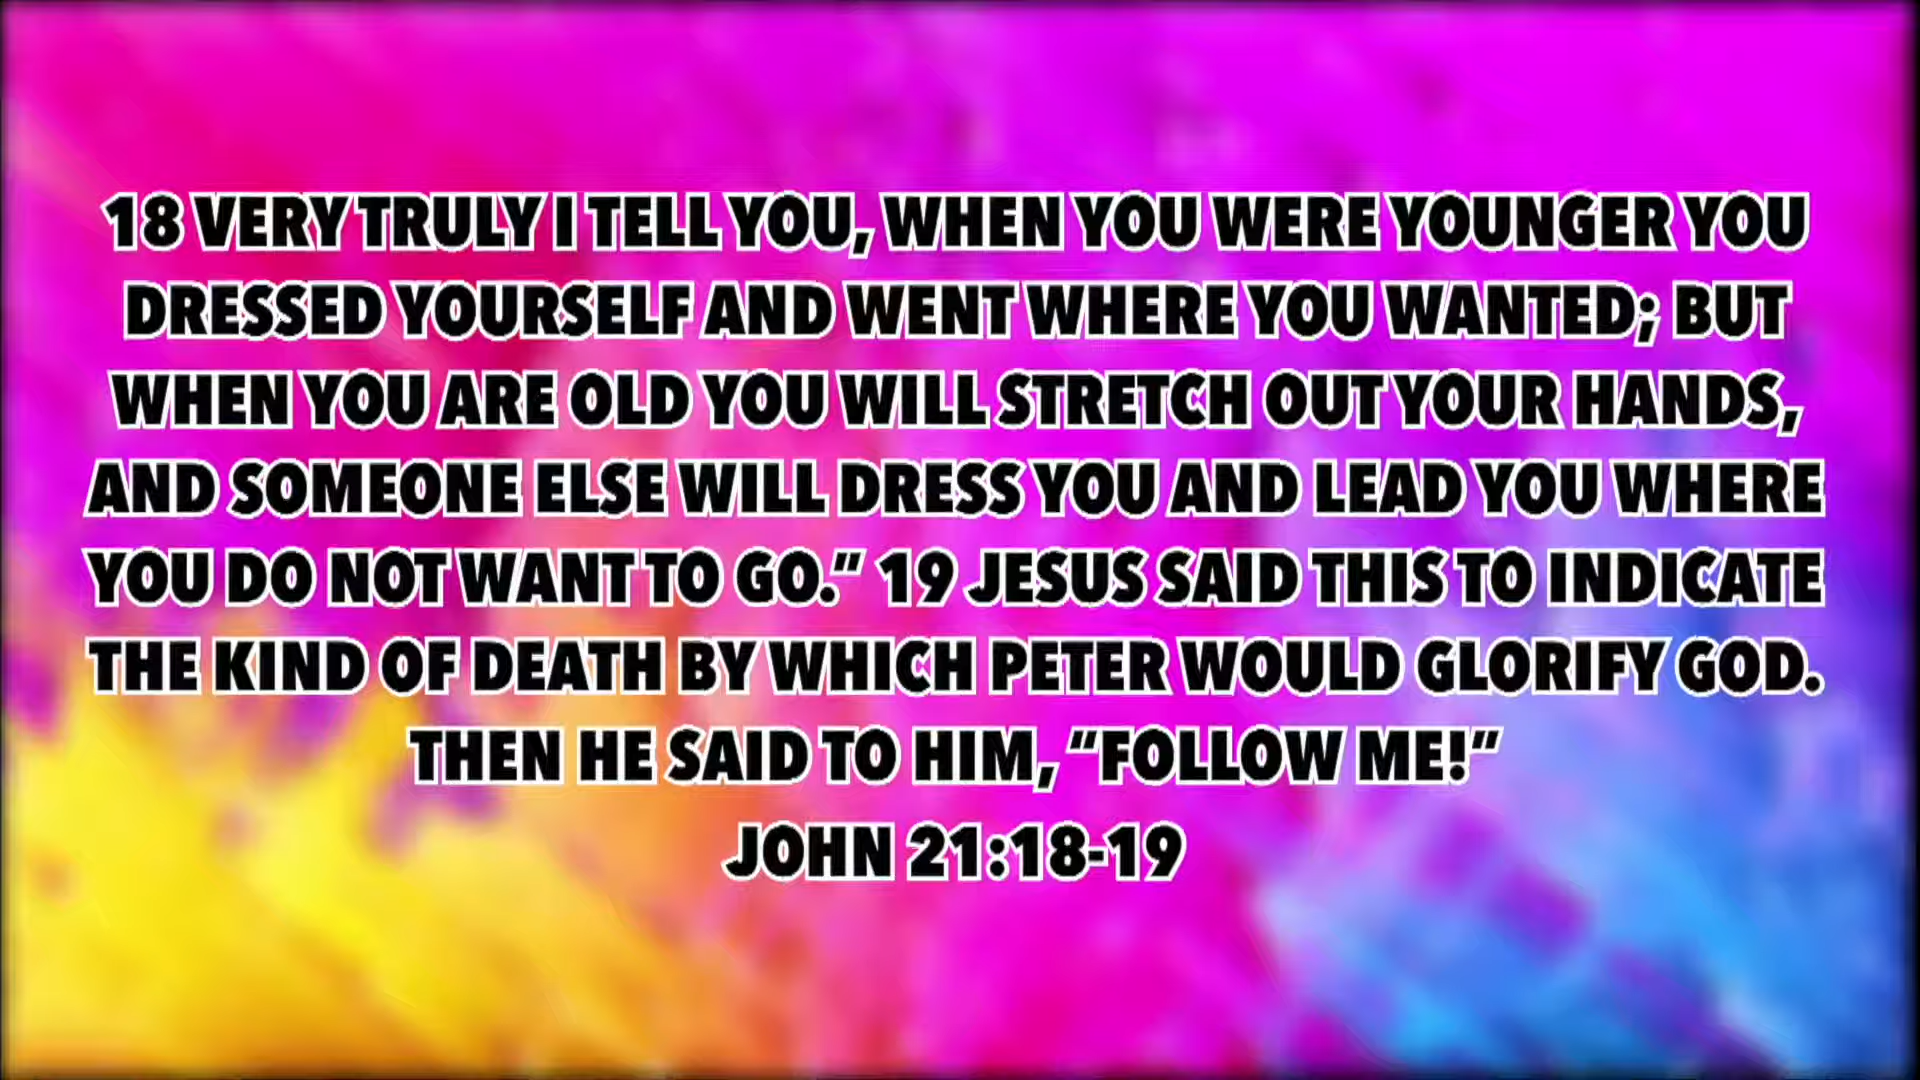 18 VERY TRULY I TELL YOU, WHEN YOU WERE YOUNGER YOU
DRESSED YOURSELF AND WENT WHERE YOU WANTED; BUT
WHEN YOU ARE OLD YOU WILL STRETCH OUT YOUR HANDS,
AND SOMEONE ELSE WILL DRESS YOU AND LEAD YOU WHERE
YOU DO NOT WANT TO GO.” 19 JESUS SAID THIS TO INDICATE
THE KIND OF DEATH BY WHICH PETER WOULD GLORIFY GOD.
THEN HE SAID TO HIM, “FOLLOW ME!”
JOHN 21:18-19